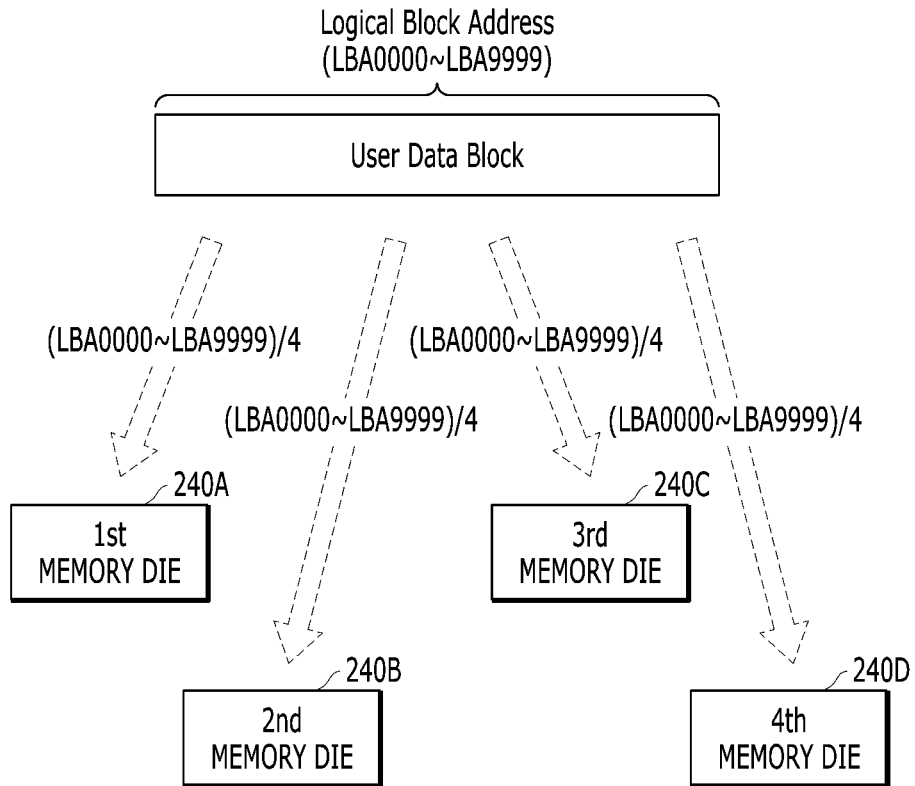 Logical Block Address
(LBA0000~LBA9999)
User Data Block
(LBA0000~LBA9999)/4
(LBA0000~LBA9999)/4
(LBA0000~LBA9999)/4
(LBA0000~LBA9999)/4
240A
1st
MEMORY DIE
240C
3rd
MEMORY DIE
240B
2nd
MEMORY DIE
240D
4th
MEMORY DIE